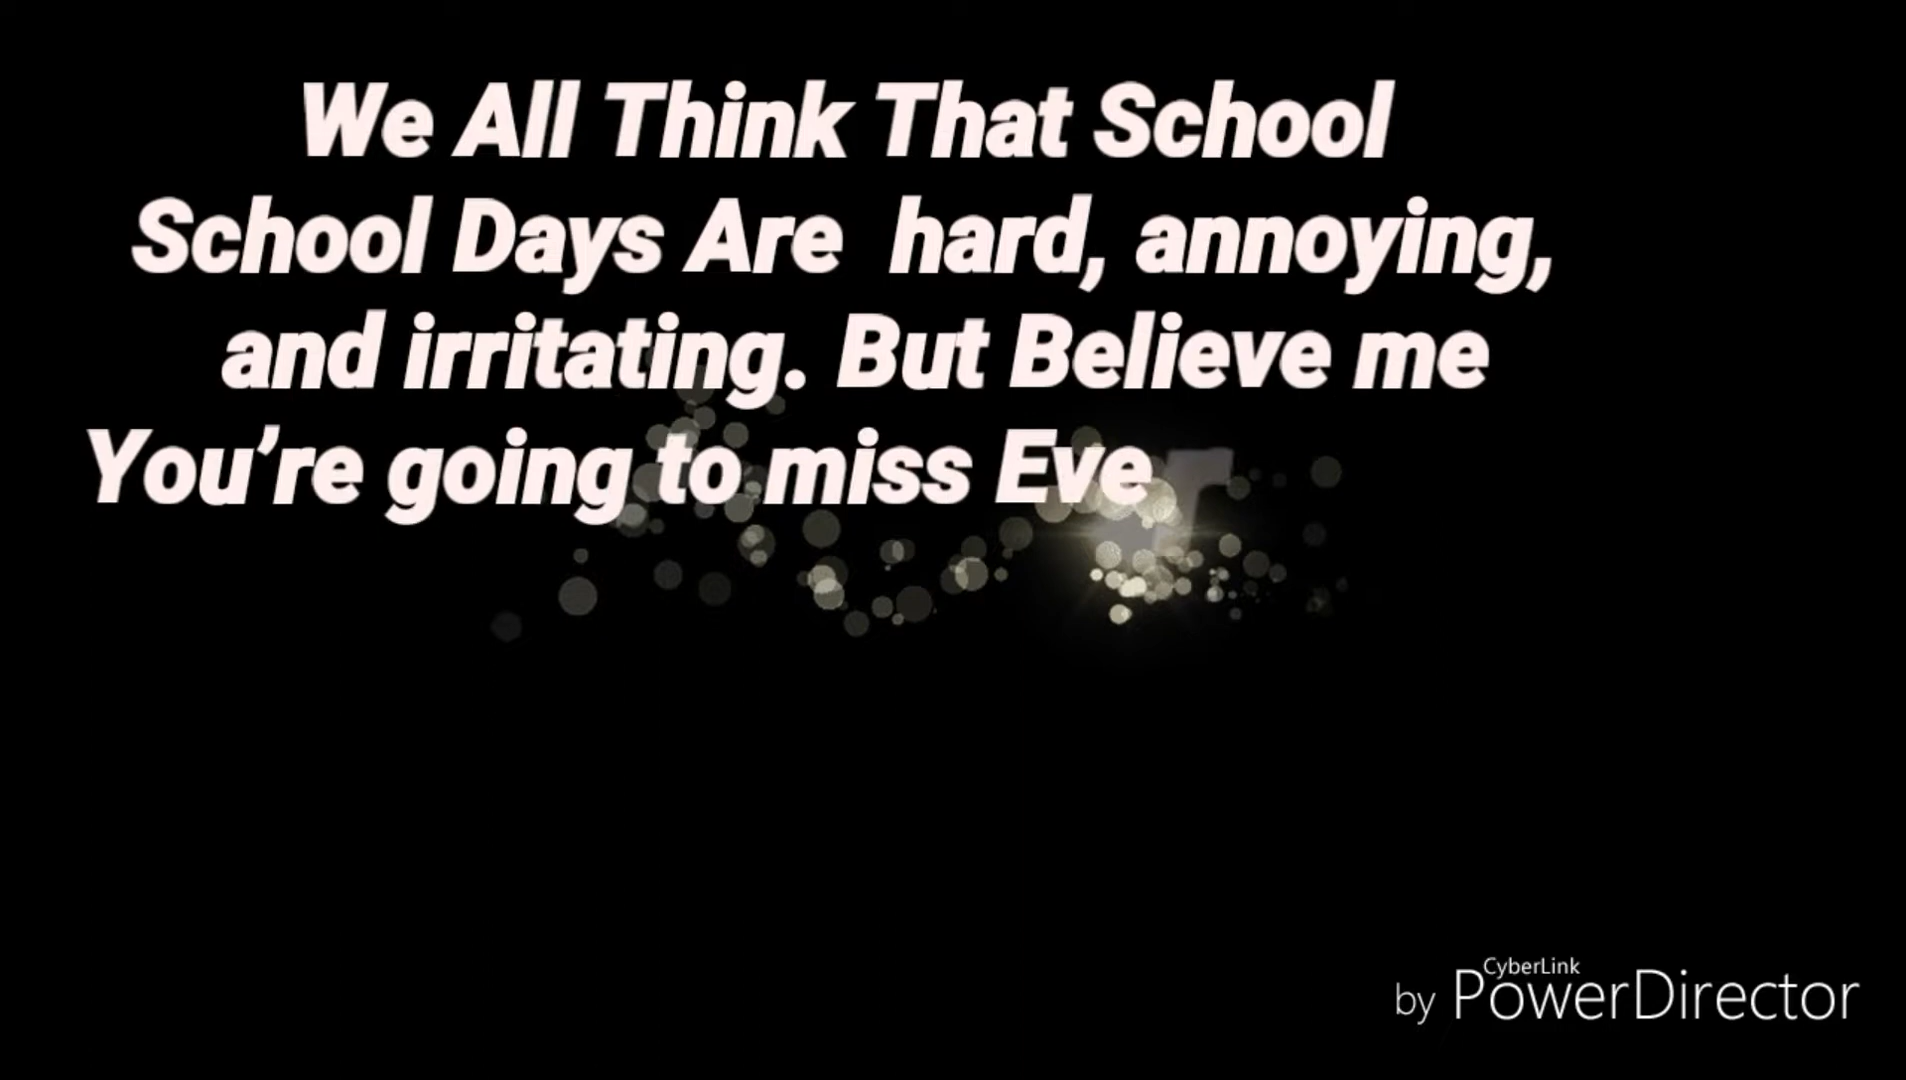 We All Think That School
School Days Are  hard, annoying,
and irritating. But Believe me
You’re going to miss Eve
by CyberLink PowerDirector